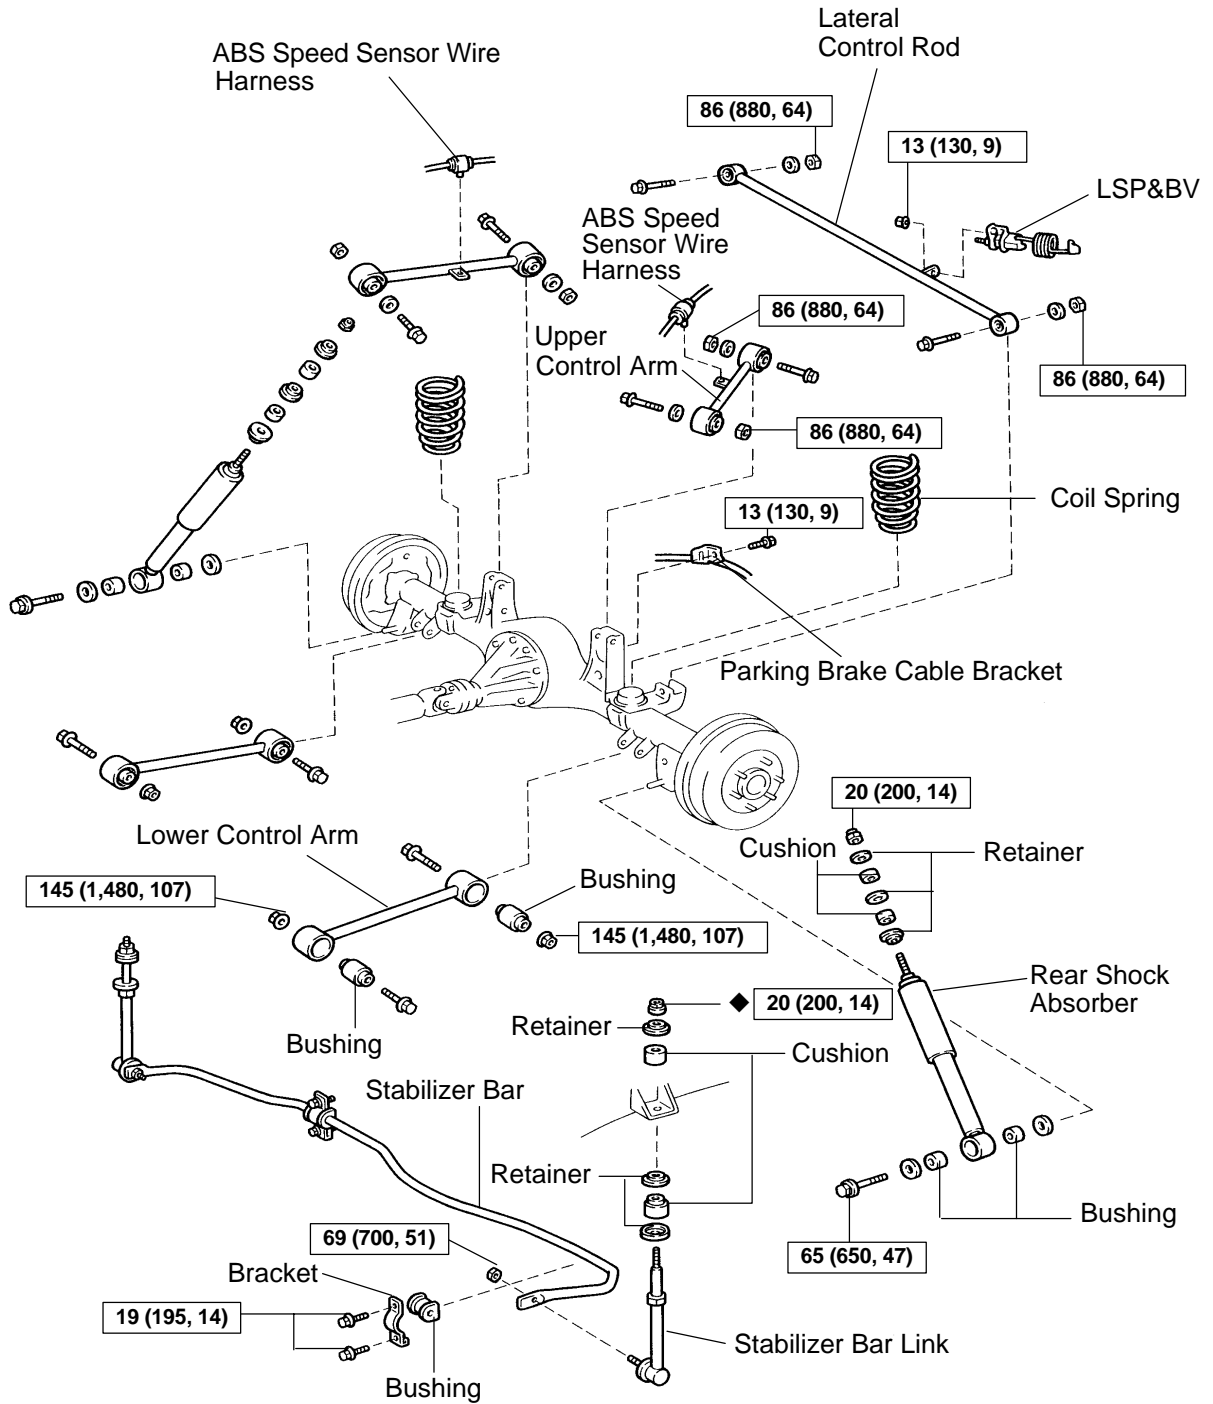 Lateral
Control Rod
ABS Speed Sensor Wire
Harness
86 (880, 64)
13 (130, 9)
LSP&BV
ABS Speed
Sensor Wire
Harness
86 (880, 64)
Upper
Control Arm
86 (880, 64)
86 (880, 64)
Coil Spring
13 (130, 9)
Parking Brake Cable Bracket
20 (200, 14)
Lower Control Arm
Cushion
Retainer
145 (1,480, 107)
Bushing
145 (1,480, 107)
Rear Shock
Absorber
◆ 20 (200, 14)
Retainer
Bushing
Cushion
Stabilizer Bar
Retainer
Bushing
69 (700, 51)
65 (650, 47)
Bracket
19 (195, 14)
Stabilizer Bar Link
Bushing